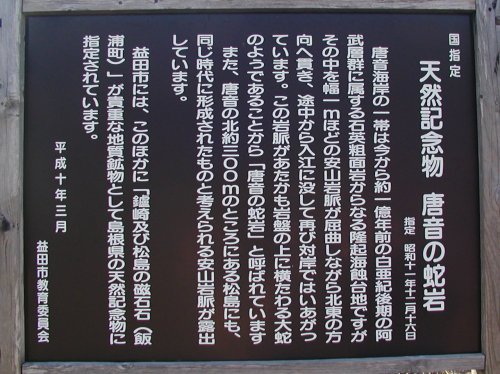 国指定
天然記念物 唐音の蛇岩
指定 昭和十一年十二月十六日
唐音海岸の一帯は今から約一億年前の白亜紀後期の阿
武層群に属する石英粗面岩からなる隆起海蝕台地ですが
その中を幅一mほどの安山岩脈が屈曲しながら北東の方
向へ貫き、途中から入江に没して再び対岸ではいあがっ
ています。この岩脈があたかも岩盤の上に横たわる大蛇
のようであることから「唐音の蛇岩」と呼ばれています
また、唐音の北約三〇〇mのところにある松島にも、
同じ時代に形成されたものと考えられる安山岩脈が露出
しています。
益田市には、このほかに「鑪崎及び松島の磁石石（飯
浦町）」が貴重な地質鉱物として島根県の天然記念物に
指定されています。
平成十年三月
益田市教育委員会